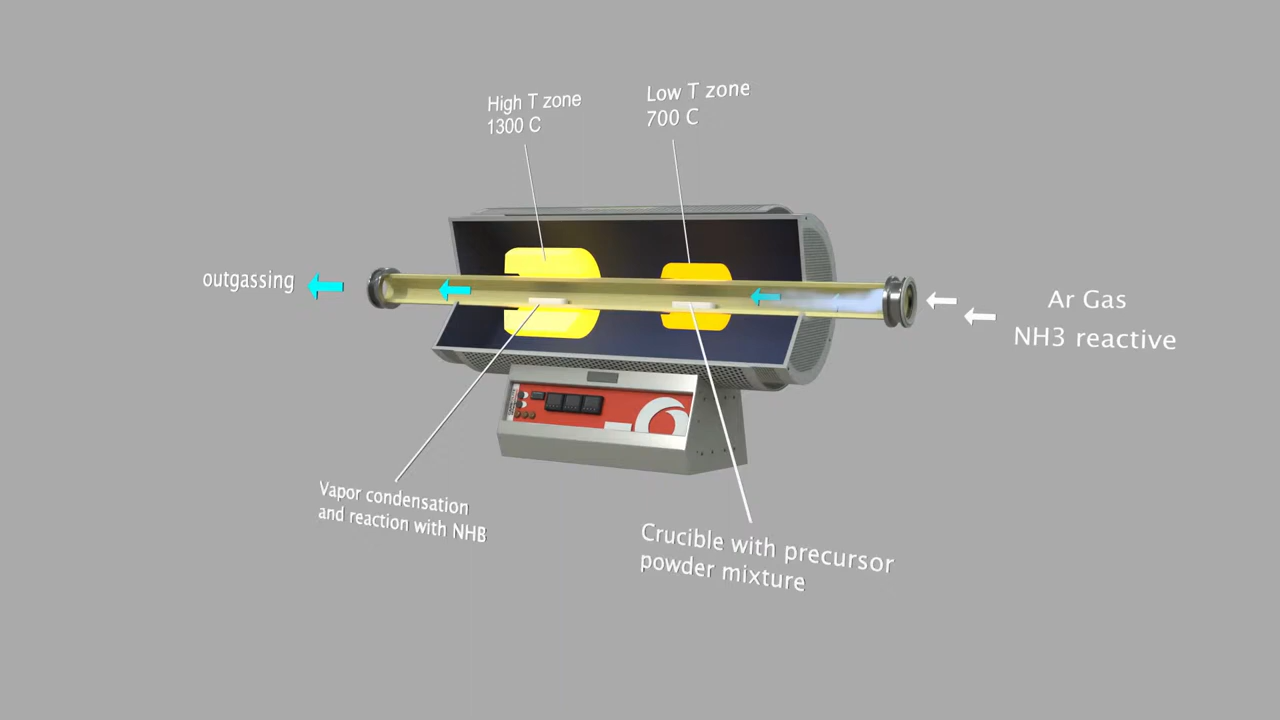 High T zone
1300 C
Low T zone
700 C
outgassing
Ar Gas
NH3 reactive
Vapor condensation
and reaction with NHB
Crucible with precursor
powder mixture